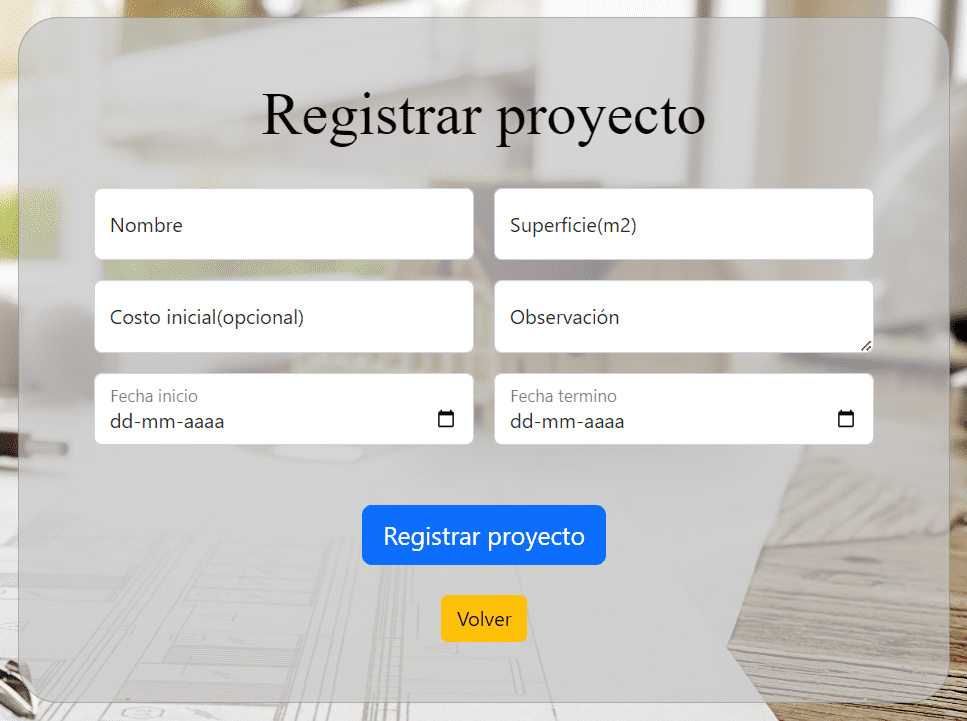 Registrar proyecto
Nombre
Superficie(m2)
Costo inicial(opcional)
Observación
Fecha inicio
dd-mm-aaaa
Fecha termino
dd-mm-aaaa
Registrar proyecto
Volver